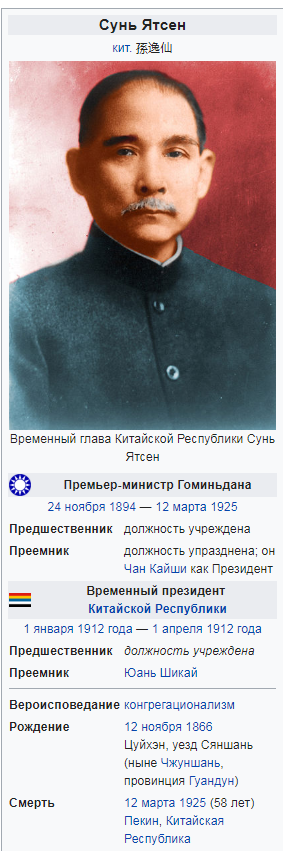 Сунь Ятсен
кит. 孫逸仙
Временный глава Китайской Республики Сунь
Ятсен
Премьер-министр Гоминьдана
24 ноября 1894 — 12 марта 1925
Предшественник должность учреждена
Преемник должность упразднена; он
Чан Кайши как Президент
Временный президент
Китайской Республики
1 января 1912 года — 1 апреля 1912 года
Предшественник должность учреждена
Преемник Юань Шикай
Вероисповедание конгрегационализм
Рождение 12 ноября 1866
Цуйхэн, уезд Сяншань
(ныне Чжуншань,
провинция Гуандун)
Смерть 12 марта 1925 (58 лет)
Пекин, Китайская
Республика